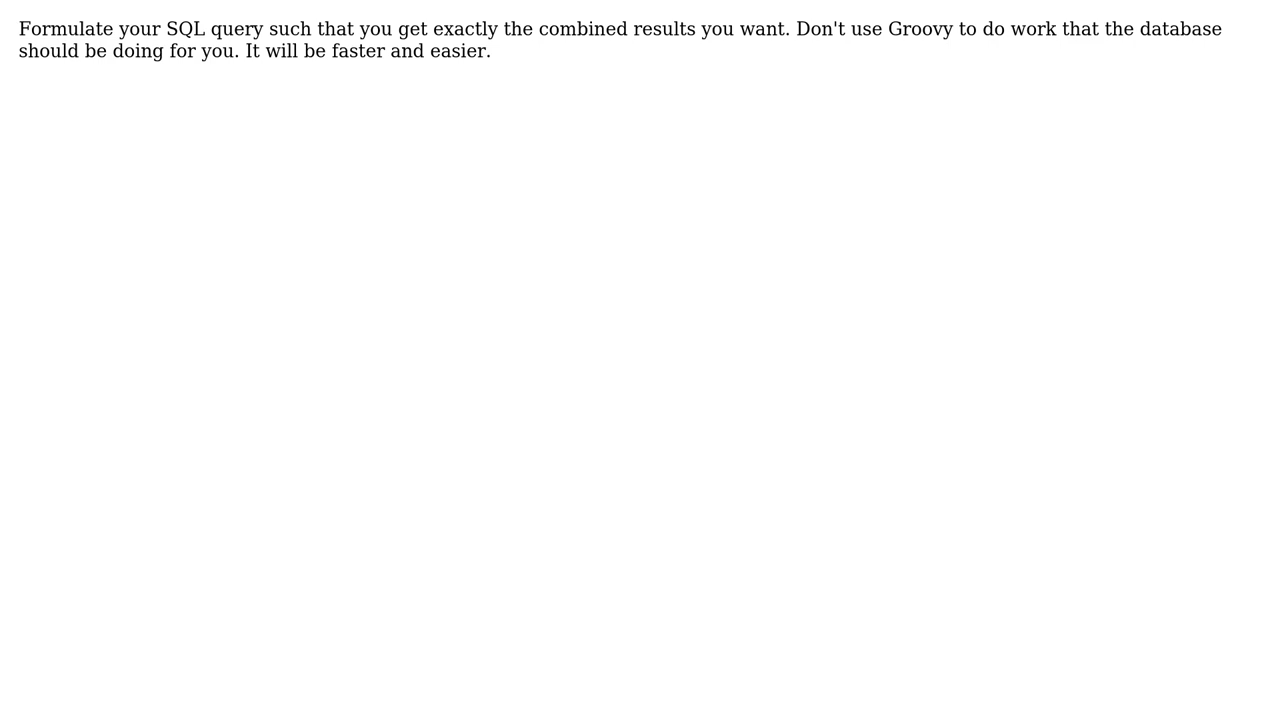 Formulate your SQL query such that you get exactly the combined results you want. Don't use Groovy to do work that the database
should be doing for you. It will be faster and easier.